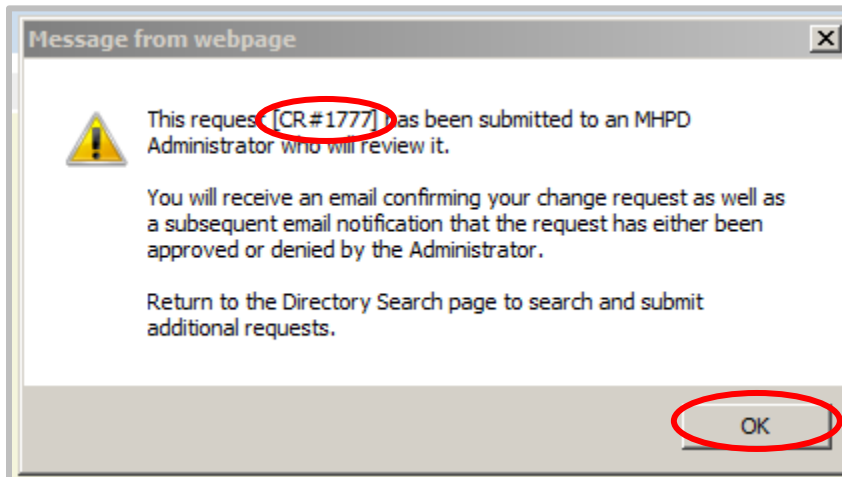 Message from webpage
This request [CR#1777] has been submitted to an MHPD
Administrator who will review it.
You will receive an email confirming your change request as well as
a subsequent email notification that the request has either been
approved or denied by the Administrator.
Return to the Directory Search page to search and submit
additional requests.
OK